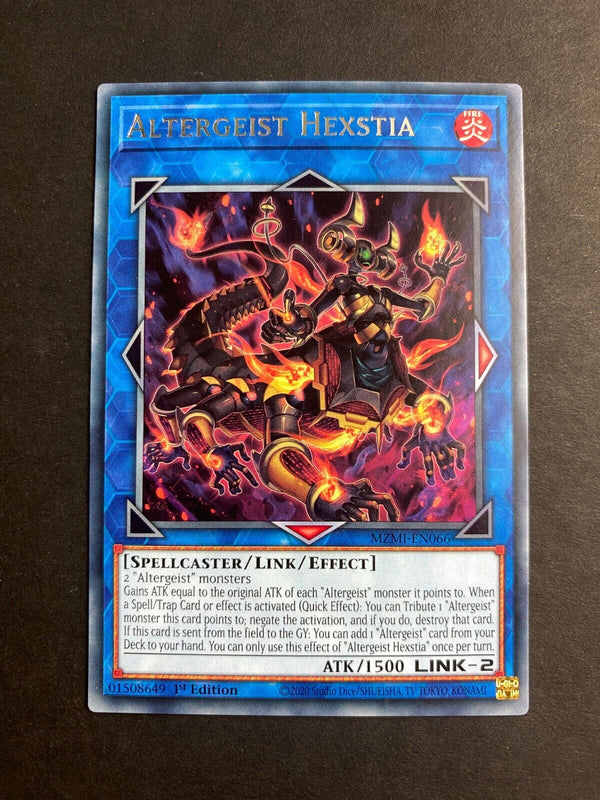 ALTERGEIST HEXSTIA
FIRE
炎
MZMI-EN066
[SPELLCASTER/LINK/EFFECT]
2 "Altergeist" monsters
Gains ATK equal to the original ATK of each "Altergeist" monster it points to. When
a Spell/Trap Card or effect is activated (Quick Effect): You can Tribute 1 "Altergeist"
monster this card points to; negate the activation, and if you do, destroy that card.
If this card is sent from the field to the GY: You can add 1 "Altergeist" card from your
Deck to your hand. You can only use this effect of "Altergeist Hexstia" once per turn.
ATK/1500 LINK-2
01508649 1st Edition ©2020 Studio Dice/SHUEISHA, TV TOKYO, KONAMI